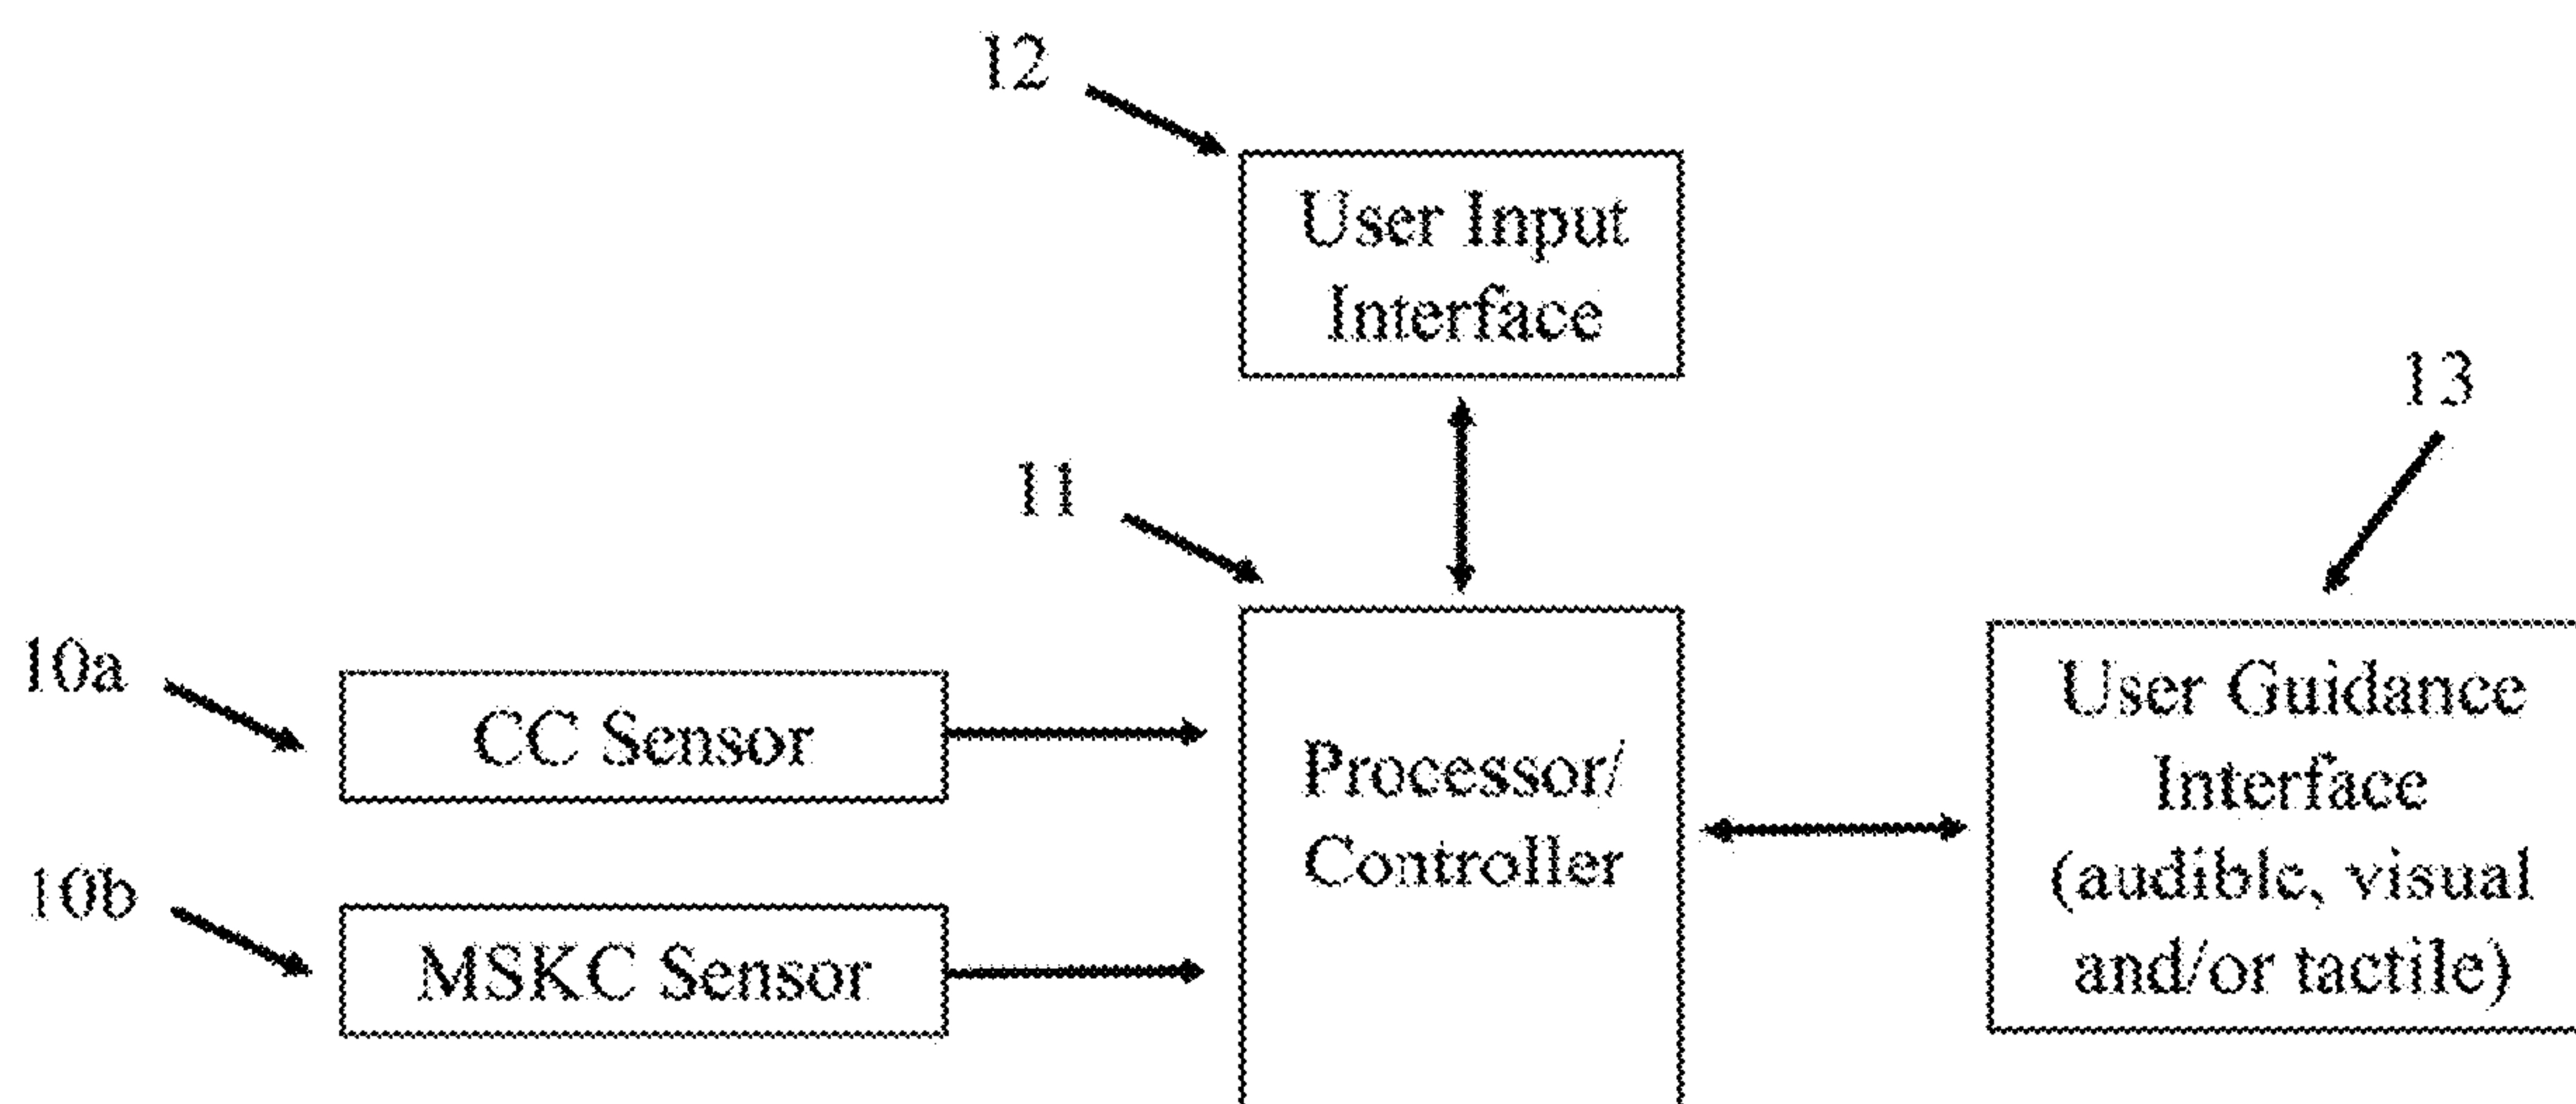 12
User Input
Interface
13
11
10a
CC Sensor
Processor/
Controller
User Guidance
Interface
(audible, visual
and/or tactile)
10b
MSKC Sensor